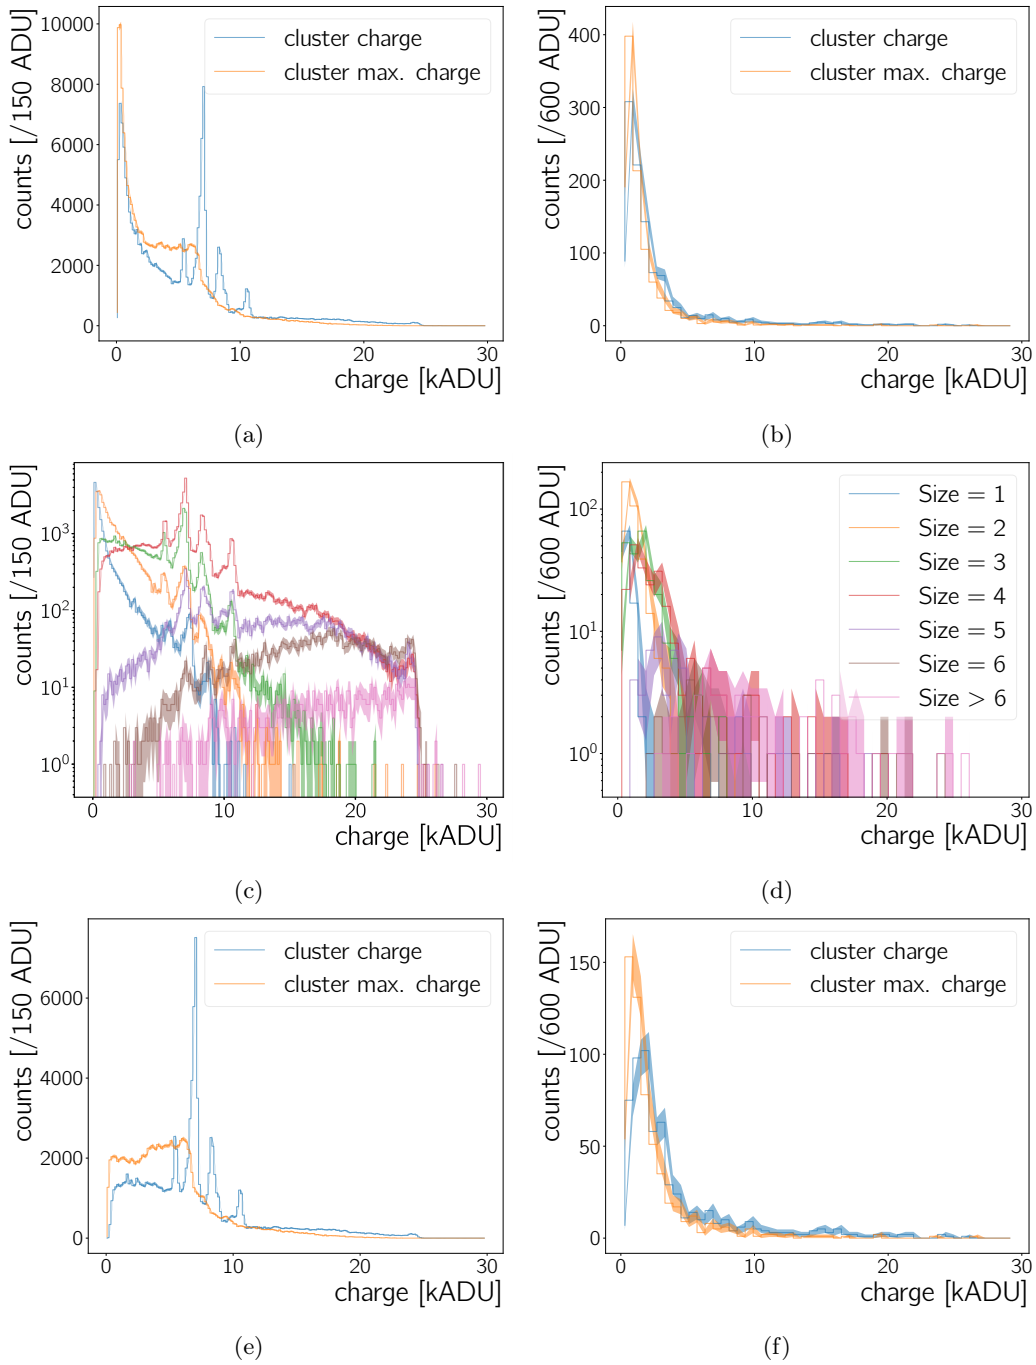 counts [/150 ADU]
10000
8000
6000
4000
2000
0
cluster charge
cluster max. charge
0
10
20
30
charge [kADU]
(a)
counts [/600 ADU]
400
300
200
100
0
cluster charge
cluster max. charge
0
10
20
30
charge [kADU]
(b)
counts [/150 ADU]
10³
10²
10¹
10⁰
0
10
20
30
charge [kADU]
(c)
counts [/600 ADU]
10²
10¹
10⁰
Size = 1
Size = 2
Size = 3
Size = 4
Size = 5
Size = 6
Size > 6
0
10
20
30
charge [kADU]
(d)
counts [/150 ADU]
6000
4000
2000
0
cluster charge
cluster max. charge
0
10
20
30
charge [kADU]
(e)
counts [/600 ADU]
150
100
50
0
cluster charge
cluster max. charge
0
10
20
30
charge [kADU]
(f)